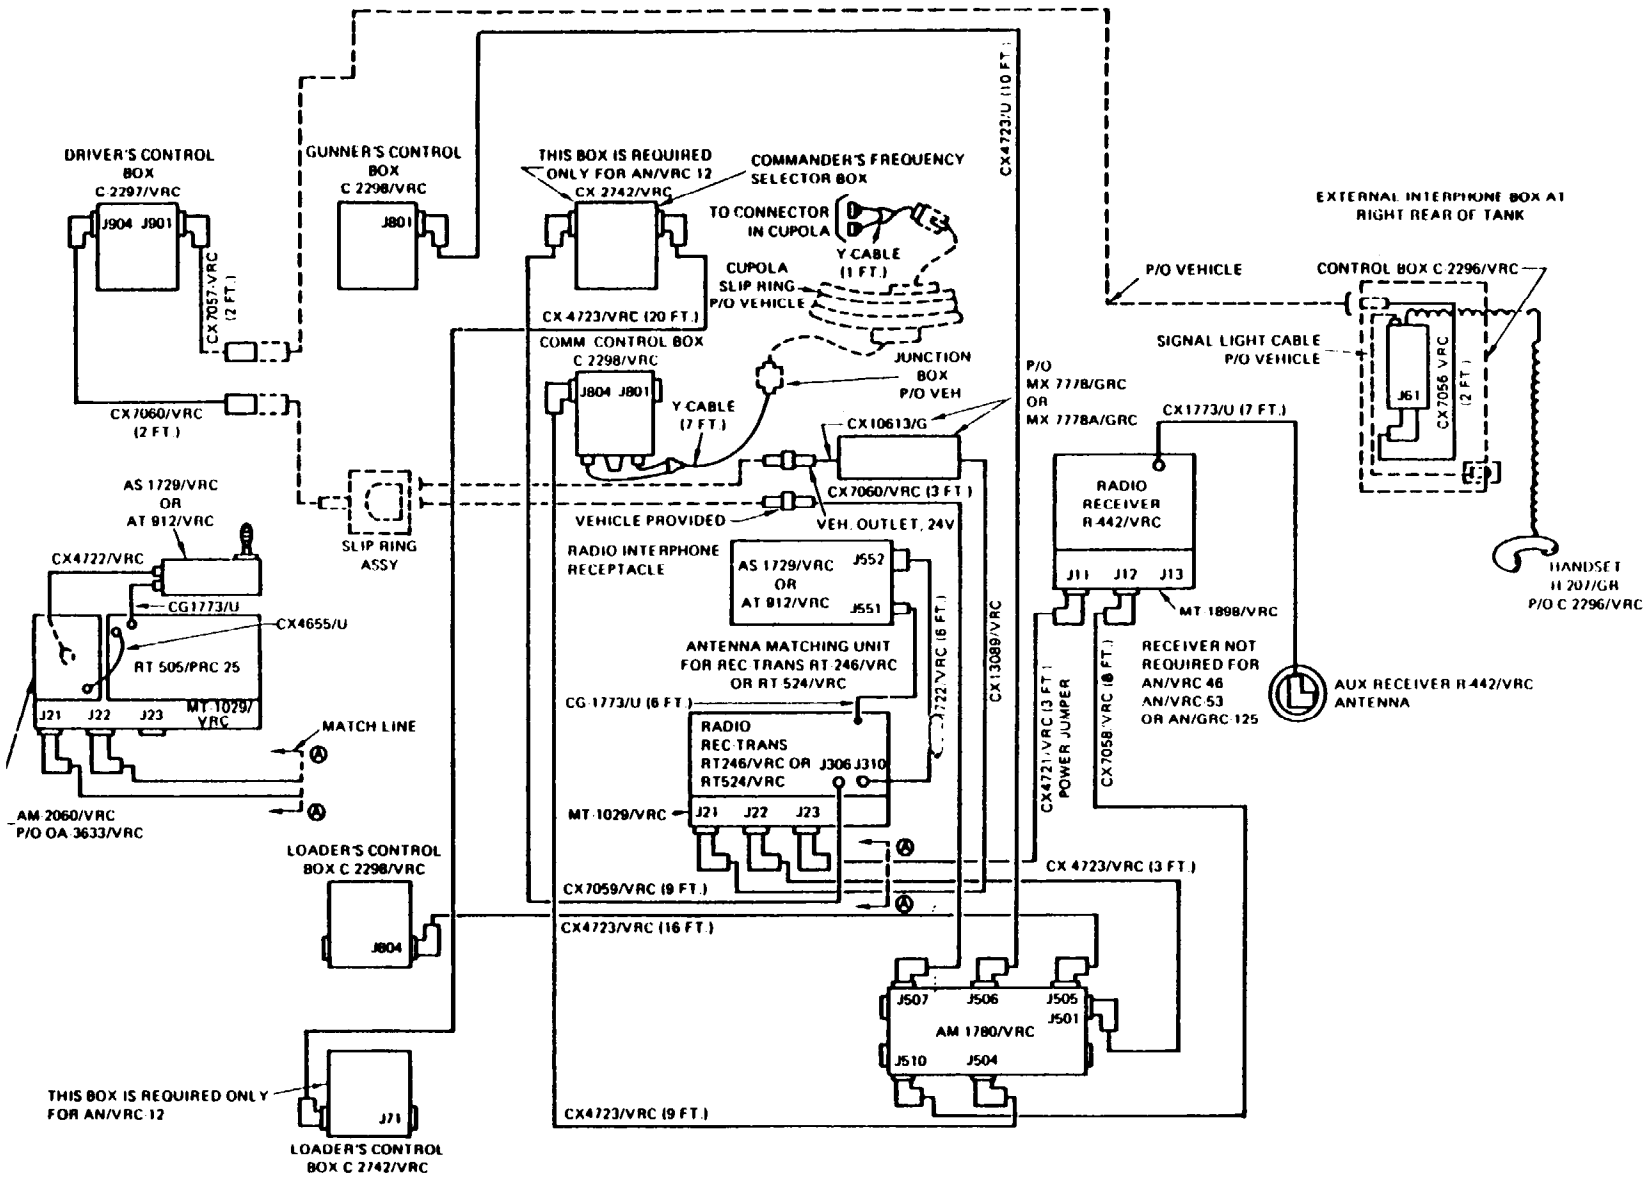 CX4723/U (10 FT.)
DRIVER'S CONTROL
BOX
C 2297/VRC
J904
J901
CX 7057-VRC
(2 FT.)
GUNNER'S CONTROL
BOX
C 2298/VRC
J801
THIS BOX IS REQUIRED
ONLY FOR AN/VRC 12
CX 2742/VRC
COMMANDER'S FREQUENCY
SELECTOR BOX
TO CONNECTOR
IN CUPOLA
Y CABLE
(1 FT.)
CUPOLA
SLIP RING
P/O VEHICLE
EXTERNAL INTERPHONE BOX AT
RIGHT REAR OF TANK
P/O VEHICLE
CONTROL BOX C 2296/VRC
SIGNAL LIGHT CABLE
P/O VEHICLE
J61
CX7056 VRC
(2 FT.)
CX 4723/VRC (20 FT.)
COMM CONTROL BOX
C 2298/VRC
J804 J801
JUNCTION
BOX
P/O VEH
Y CABLE
(7 FT.)
P/O
MX 7778/GRC
OR
MX 7778A/GRC
CX10613/G
CX7060/VRC
(2 FT.)
CX1773/U (7 FT.)
CX7060/VRC (3 FT)
VEHICLE PROVIDED
VEH. OUTLET, 24V
SLIP RING
ASSY
RADIO
RECEIVER
R-442/VRC
J11
J12
J13
MT 1898/VRC
AS 1729/VRC
OR
AT 912/VRC
CX4722/VRC
CG1773/U
CX4655/U
RT 505/PRC 25
J21
J22
J23
MT-1029/
VRC
MATCH LINE
A
A
AM 2060/VRC
P/O OA 3633/VRC
RADIO INTERPHONE
RECEPTACLE
AS 1729/VRC
OR
AT 912/VRC
J552
J551
HANDSET
H 207/GR
P/O C 2296/VRC
ANTENNA MATCHING UNIT
FOR REC TRANS RT-246/VRC
OR RT 524/VRC
722/VRC (6 FT.)
CX13089/VRC
RECEIVER NOT
REQUIRED FOR
AN/VRC 46
AN/VRC 53
OR AN/GRC-125
AUX RECEIVER R-442/VRC
ANTENNA
CG 1773/U (6 FT.)
RADIO
REC TRANS
RT246/VRC OR
RT524/VRC
J306
J310
MT-1029/VRC
J21
J22
J23
CX4721/VRC (3 FT)
POWER JUMPER
CX7058/VRC (8 FT.)
A
A
CX 4723/VRC (3 FT.)
CX7059/VRC (9 FT.)
CX4723/VRC (16 FT.)
LOADER'S CONTROL
BOX C 2298/VRC
J804
J507
J506
J505
J501
AM 1780/VRC
J510
J504
CX4723/VRC (9 FT.)
THIS BOX IS REQUIRED ONLY
FOR AN/VRC-12
J71
LOADER'S CONTROL
BOX C 2742/VRC